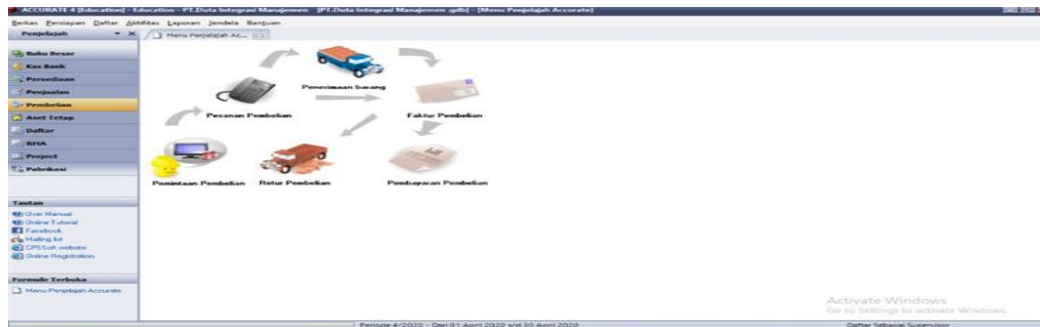 ACCURATE 4 (Education) - Education - PT.Duta Integrasi Manajemen (PT.Duta Integrasi Manajemen .gdb) - [Menu Penjelajah Accurate]
Berkas Persiapan Daftar Aktifitas Laporan Jendela Bantuan
Penjelajah
Menu Penjelajah Ac...
Buku Besar
Kas Bank
Persediaan
Penjualan
Pembelian
Aset Tetap
Daftar
RMA
Project
Pabrikasi
Penerimaan barang
Pesanan Pembelian
Faktur Pembelian
Permintaan Pembelian
Retur Pembelian
Pembayaran Pembelian
Tautan
User Manual
Online Tutorial
Facebook
Mailing list
CPSSoft website
Online Registration
Formulir Terbuka
Menu Penjelajah Accurate
Activate Windows
Go to Settings to activate Windows.
Periode 4/2020 - Dari 01 April 2020 s/d 30 April 2020
Daftar Sebagai Supervisor